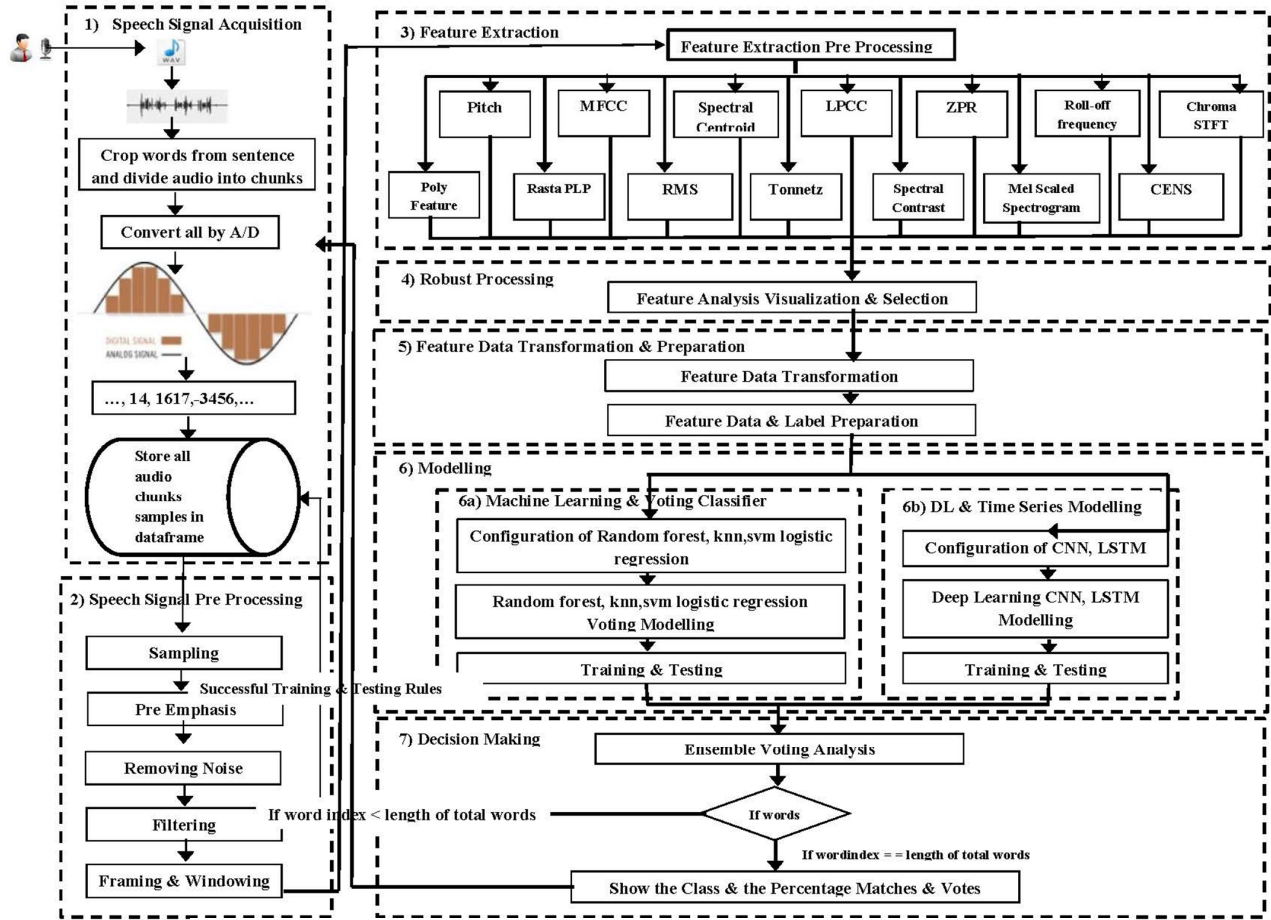 1) Speech Signal Acquisition
WAV
Crop words from sentence
and divide audio into chunks
Convert all by A/D
DIGITAL SIGNAL
ANALOG SIGNAL
…, 14, 1617,-3456,…
Store all
audio
chunks
samples in
dataframe
2) Speech Signal Pre Processing
Sampling
Successful Training & Testing Rules
Pre Emphasis
Removing Noise
If word index < length of total words
Filtering
Framing & Windowing
3) Feature Extraction
Feature Extraction Pre Processing
Pitch
MFCC
Spectral
Centroid
LPCC
ZPR
Roll-off
frequency
Chroma
STFT
Poly
Feature
Rasta PLP
RMS
Tonnetz
Spectral
Contrast
Mel Scaled
Spectrogram
CENS
4) Robust Processing
Feature Analysis Visualization & Selection
5) Feature Data Transformation & Preparation
Feature Data Transformation
Feature Data & Label Preparation
6) Modelling
6a) Machine Learning & Voting Classifier
Configuration of Random forest, knn,svm logistic
regression
Random forest, knn,svm logistic regression
Voting Modelling
Training & Testing
6b) DL & Time Series Modelling
Configuration of CNN, LSTM
Deep Learning CNN, LSTM
Modelling
Training & Testing
7) Decision Making
Ensemble Voting Analysis
If words
If wordindex = = length of total words
Show the Class & the Percentage Matches & Votes